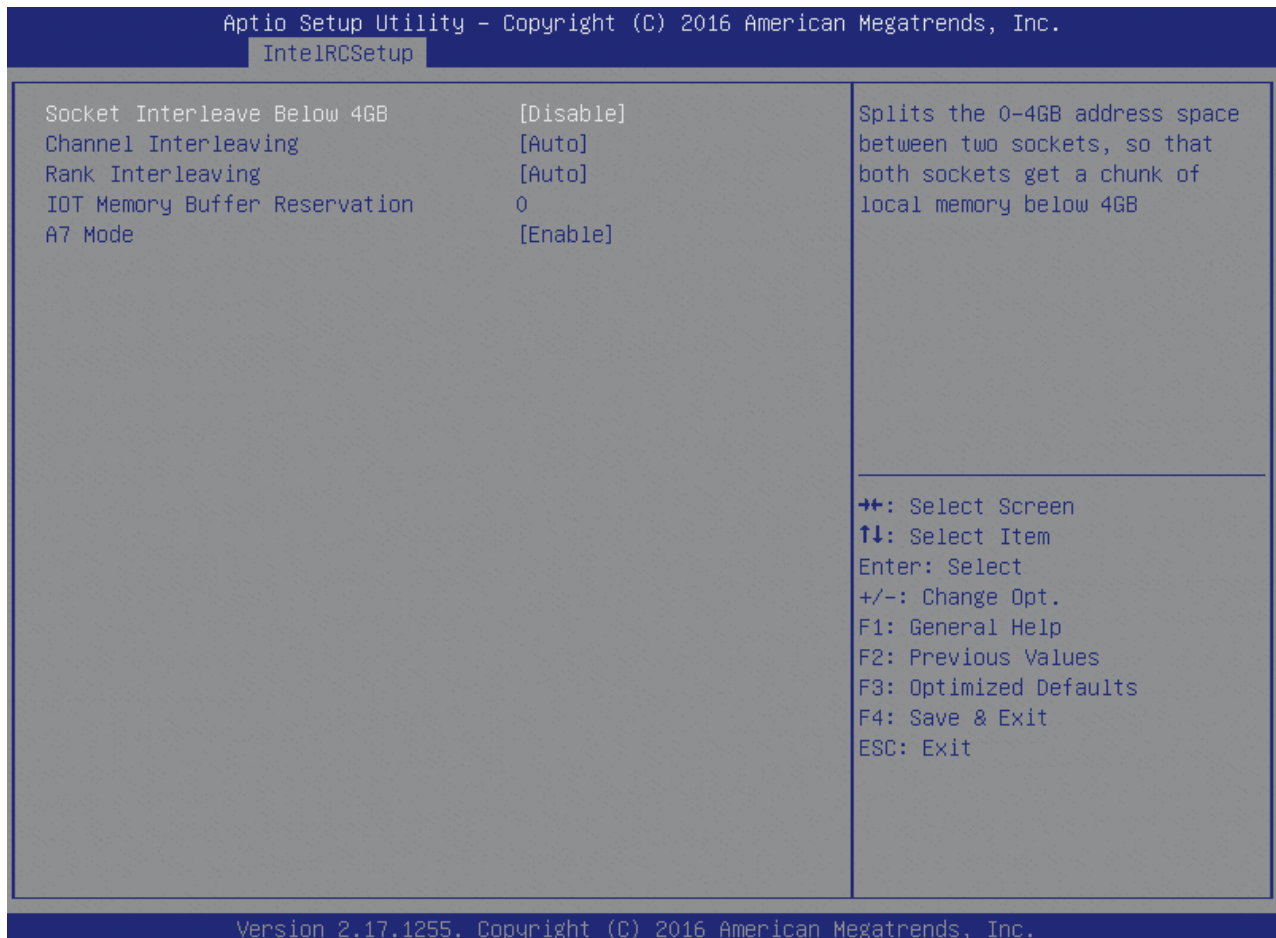 Aptio Setup Utility – Copyright (C) 2016 American Megatrends, Inc.
IntelRCSetup
Socket Interleave Below 4GB [Disable]
Channel Interleaving [Auto]
Rank Interleaving [Auto]
IOT Memory Buffer Reservation 0
A7 Mode [Enable]
Splits the 0-4GB address space
between two sockets, so that
both sockets get a chunk of
local memory below 4GB
→←: Select Screen
↑↓: Select Item
Enter: Select
+/-: Change Opt.
F1: General Help
F2: Previous Values
F3: Optimized Defaults
F4: Save & Exit
ESC: Exit
Version 2.17.1255. Copyright (C) 2016 American Megatrends, Inc.